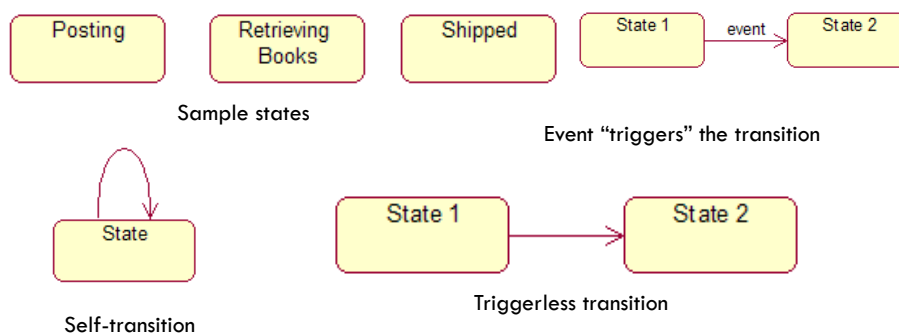 Posting
Retrieving
Books
Shipped
State 1
event
State 2
Sample states
Event “triggers” the transition
State
State 1
State 2
Triggerless transition
Self-transition